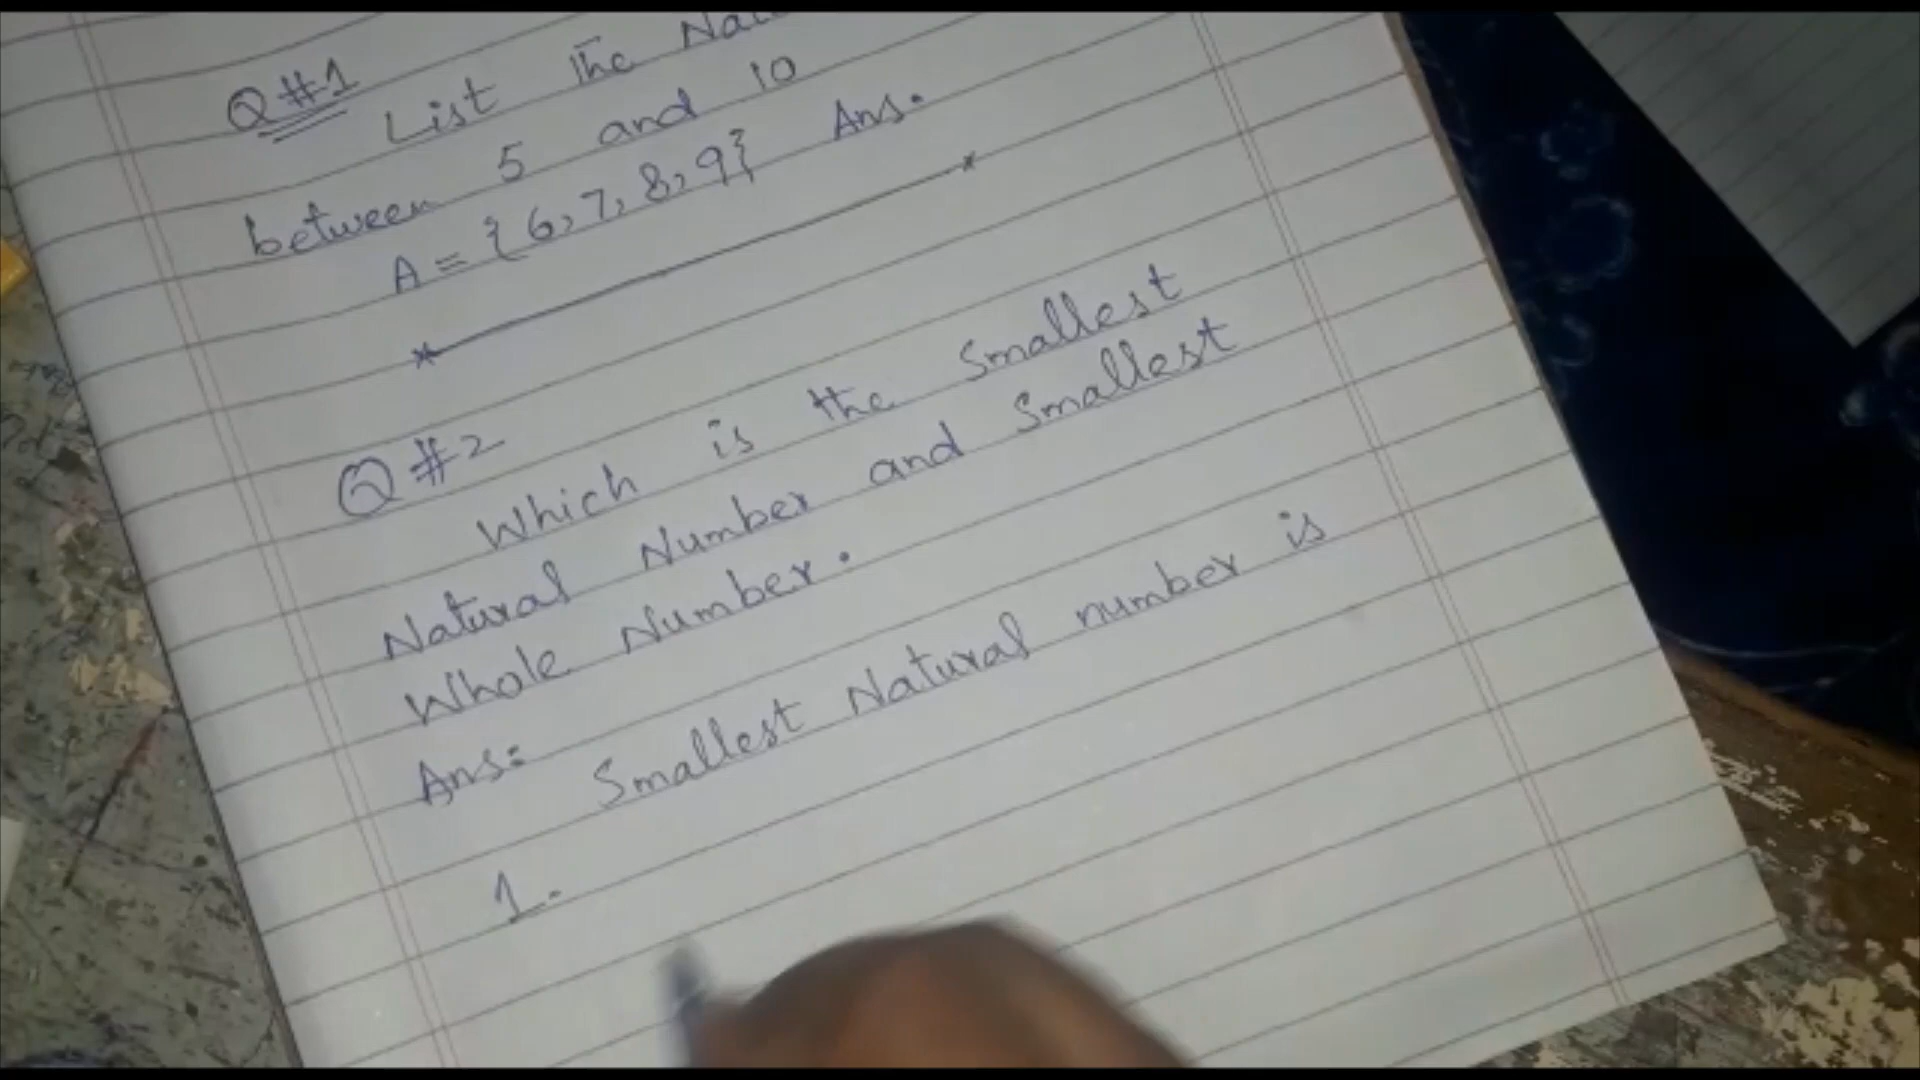 Q#1
List the
between 5 and 10
A = {6, 7, 8, 9} Ans.
Q#2
Which is the smallest
Natural Number and Smallest
Whole Number.
Ans: Smallest Natural number is
1.